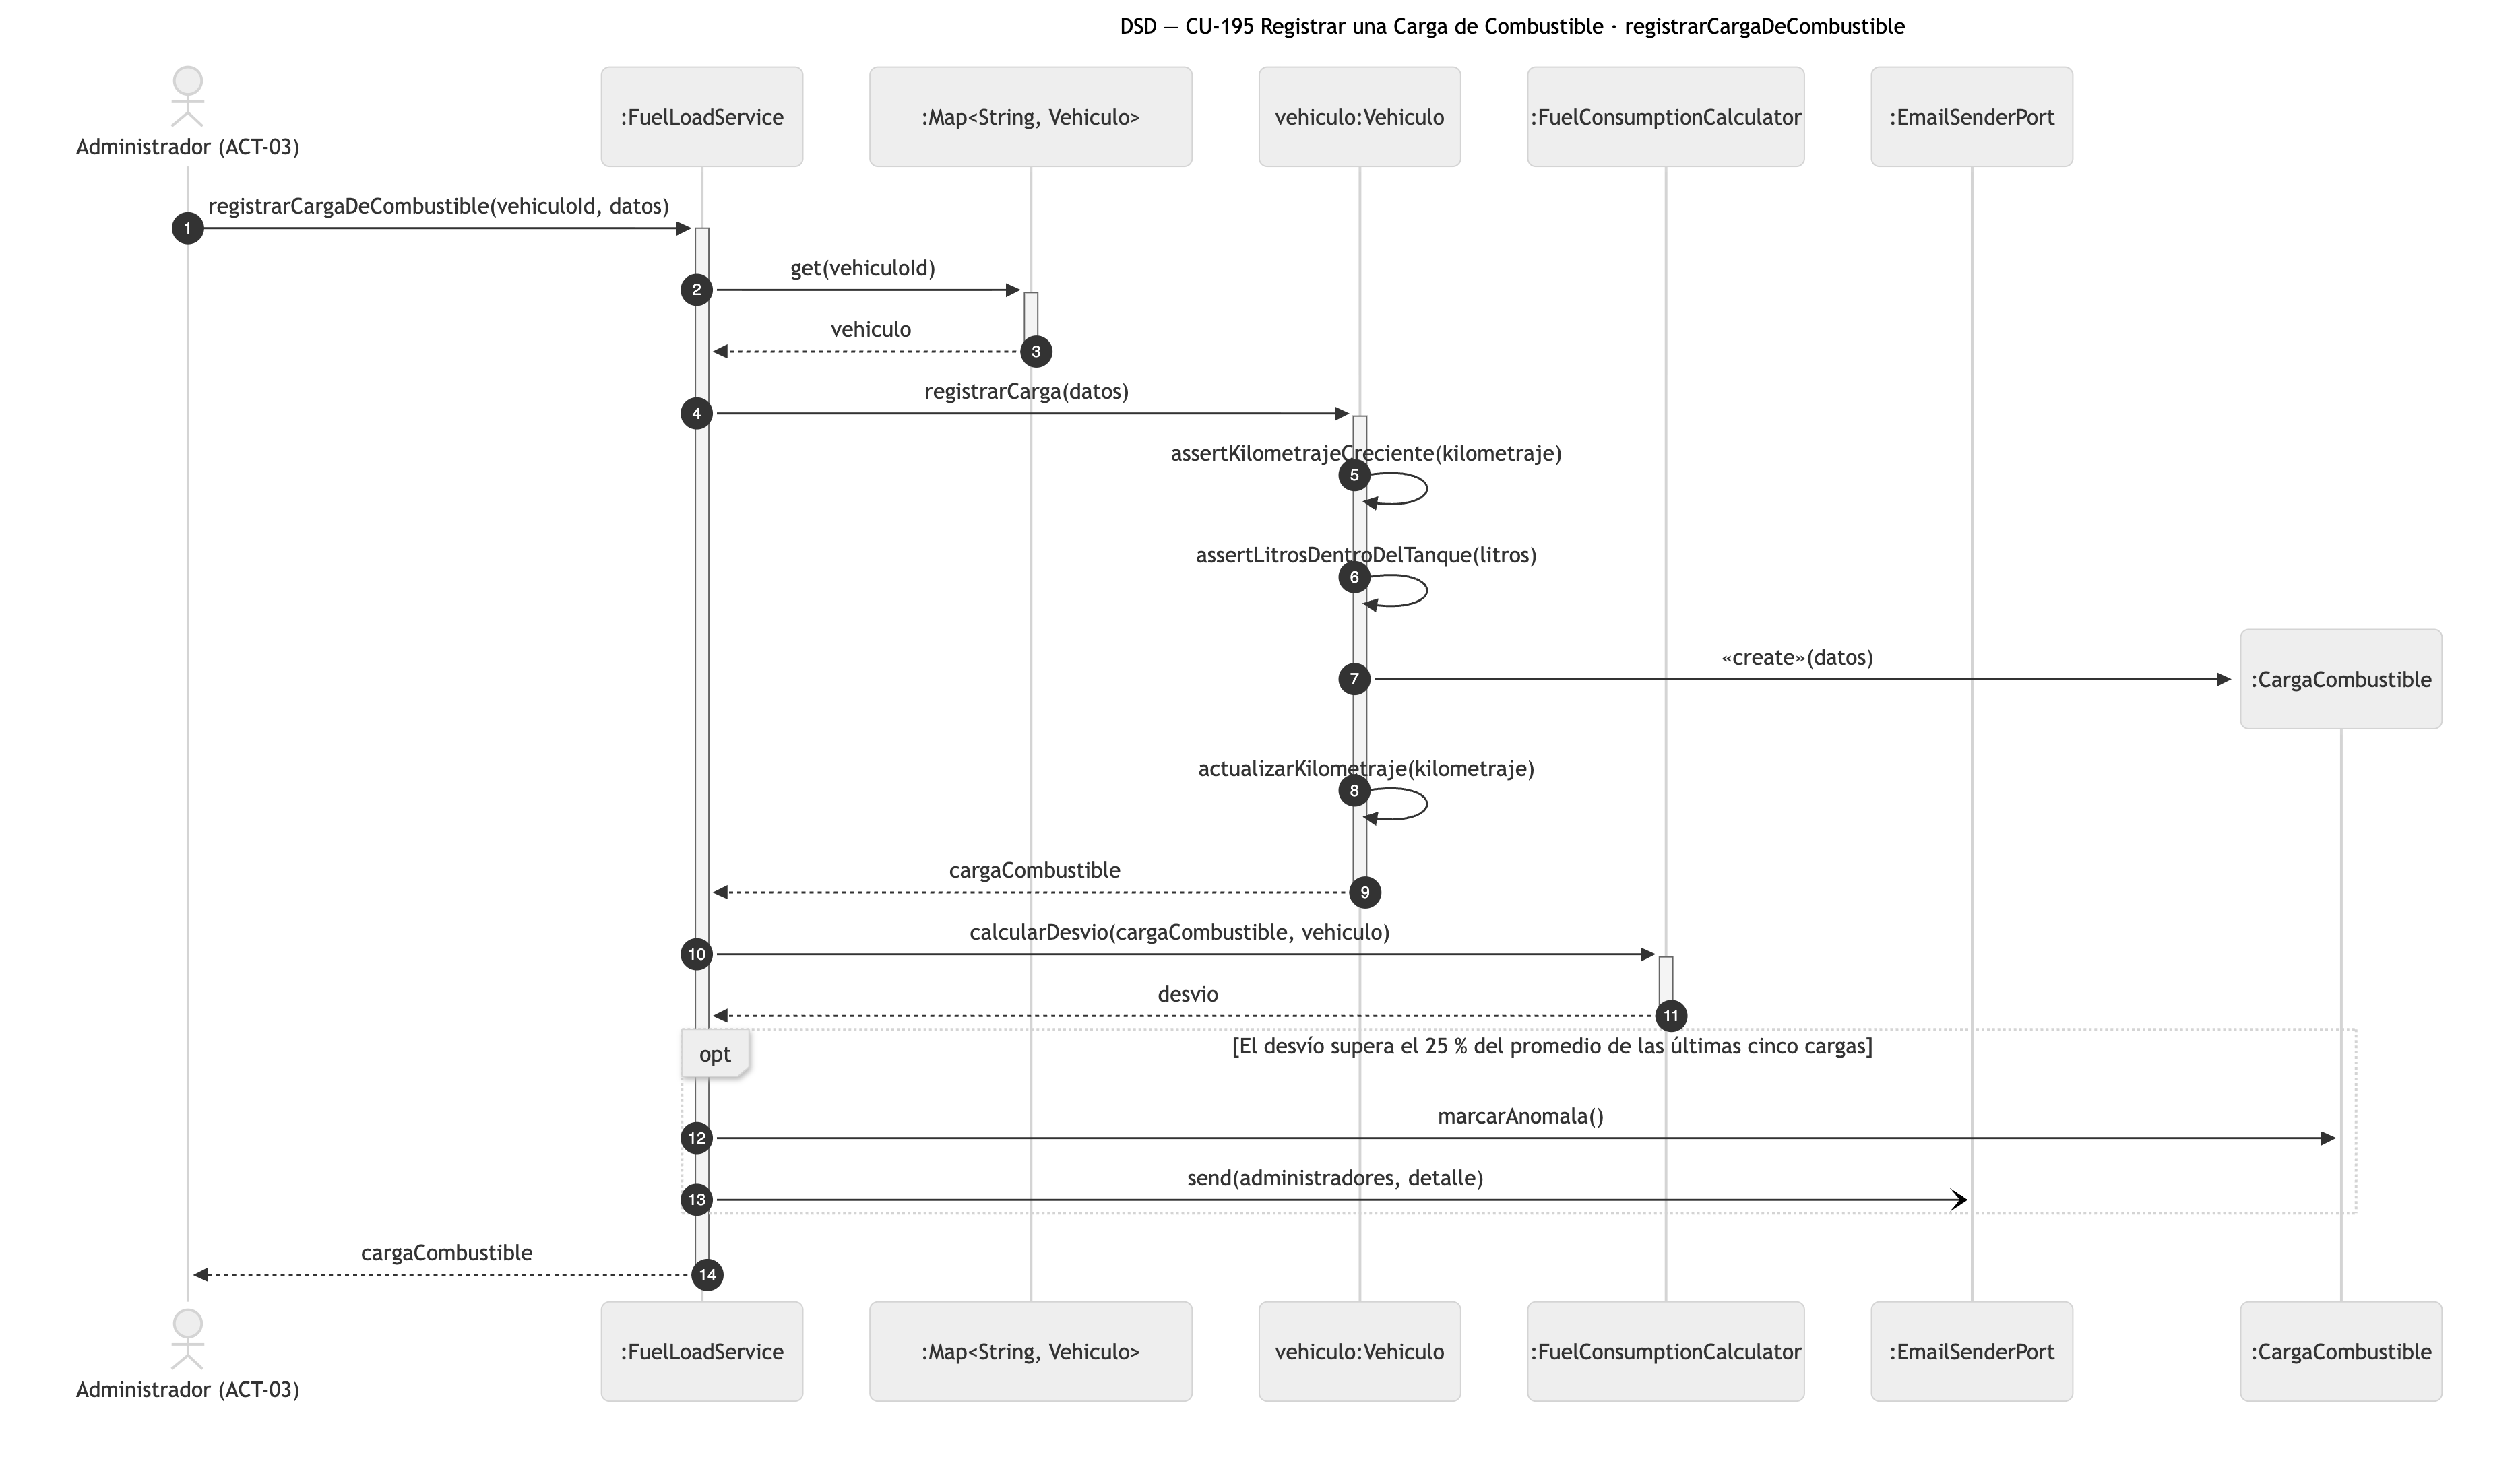 DSD — CU-195 Registrar una Carga de Combustible · registrarCargaDeCombustible
Administrador (ACT-03)
:FuelLoadService
:Map<String, Vehiculo>
vehiculo:Vehiculo
:FuelConsumptionCalculator
:EmailSenderPort
registrarCargaDeCombustible(vehiculoId, datos)
1
get(vehiculoId)
2
vehiculo
3
registrarCarga(datos)
4
assertKilometrajeCreciente(kilometraje)
5
assertLitrosDentroDelTanque(litros)
6
«create»(datos)
7
:CargaCombustible
actualizarKilometraje(kilometraje)
8
cargaCombustible
9
calcularDesvio(cargaCombustible, vehiculo)
10
desvio
11
opt
[El desvío supera el 25 % del promedio de las últimas cinco cargas]
marcarAnomala()
12
send(administradores, detalle)
13
cargaCombustible
14
Administrador (ACT-03)
:FuelLoadService
:Map<String, Vehiculo>
vehiculo:Vehiculo
:FuelConsumptionCalculator
:EmailSenderPort
:CargaCombustible